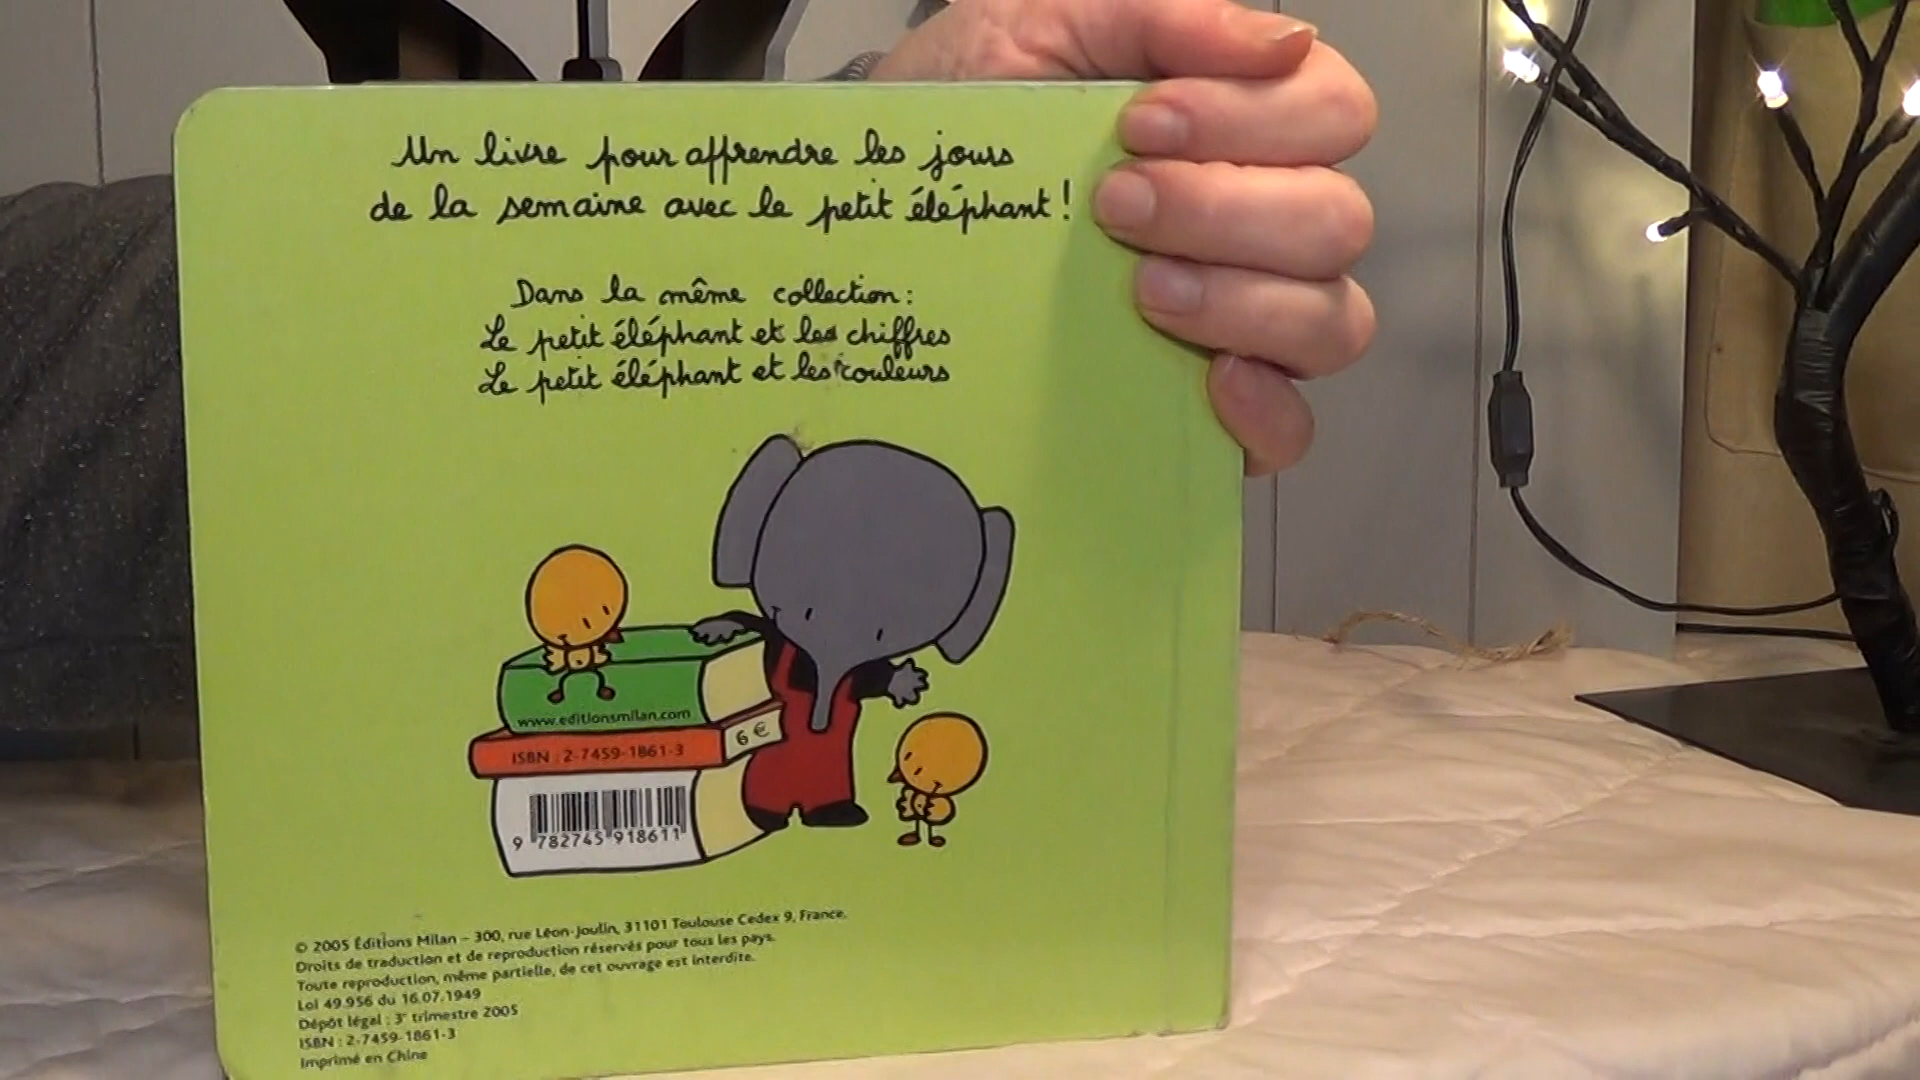 Un livre pour apprendre les jours
de la semaine avec le petit éléphant !
Dans la même collection :
Le petit éléphant et les chiffres
Le petit éléphant et les couleurs
www.editionsmilan.com
ISBN : 2-7459-1861-3
6 €
9 782745 918611
© 2005 Éditions Milan – 300, rue Léon-Joulin, 31101 Toulouse Cedex 9, France.
Droits de traduction et de reproduction réservés pour tous les pays.
Toute reproduction, même partielle, de cet ouvrage est interdite.
Loi 49.956 du 16.07.1949
Dépôt légal : 3e trimestre 2005
ISBN : 2-7459-1861-3
Imprimé en Chine